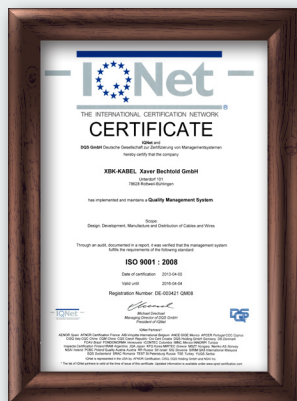 IQNet
THE INTERNATIONAL CERTIFICATION NETWORK
CERTIFICATE
IQNet and
DQS GmbH Deutsche Gesellschaft zur Zertifizierung von Managementsystemen
hereby certify that the company
XBK-KABEL Xaver Bechtold GmbH
Unterdorf 101
78628 Rottweil-Bühlingen
has implemented and maintains a Quality Management System.
Scope:
Design, Development, Manufacture and Distribution of Cables and Wires
Through an audit, documented in a report, it was verified that the management system
fulfills the requirements of the following standard:
ISO 9001 : 2008
Date of certification 2013-04-05
Valid until 2016-04-04
Registration Number: DE-003421 QM08
IQNet
Michael Drechsel
Managing Director of DQS GmbH
President of IQNet
DQS
IQNet Partners*: